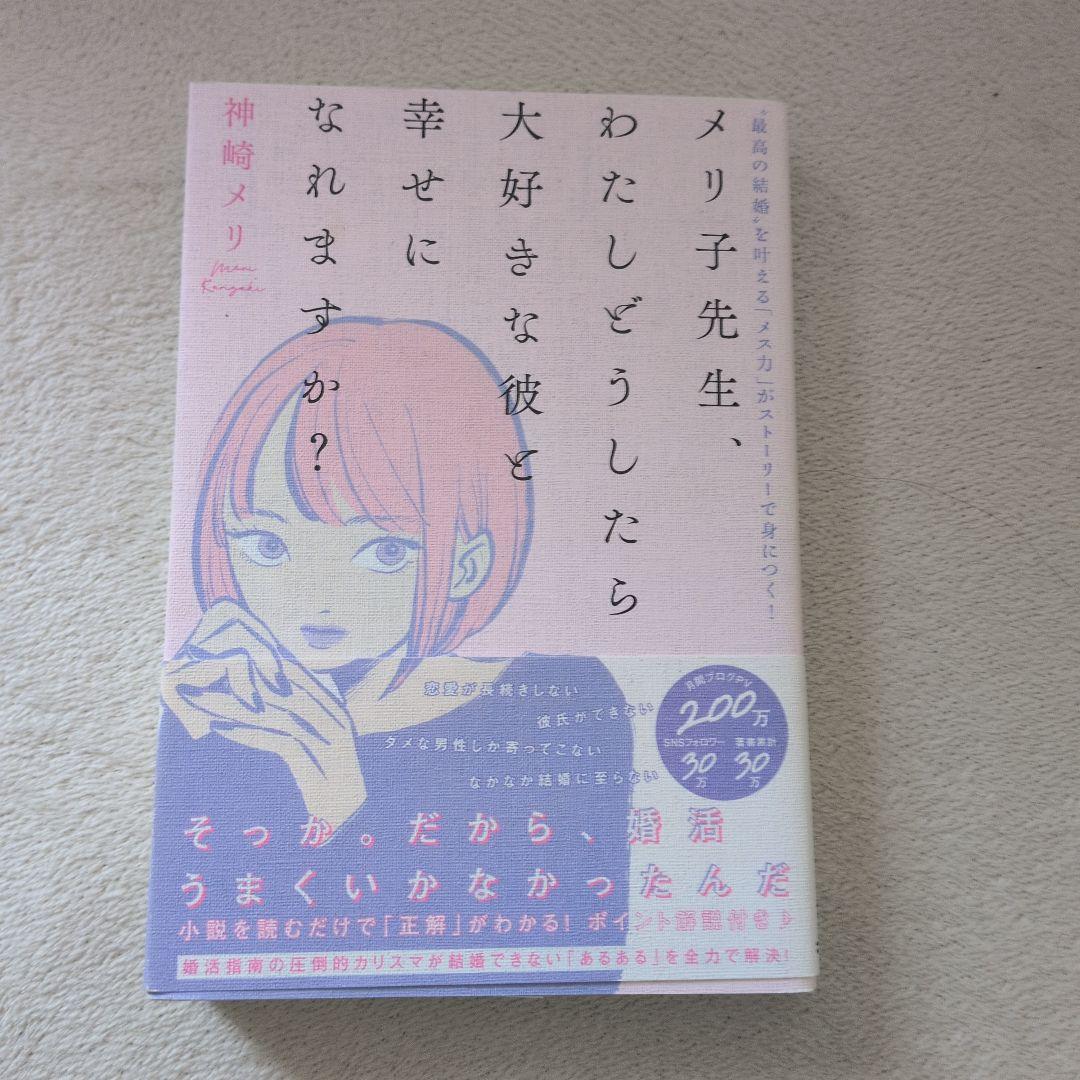 "最高の結婚"を叶える「メス力」がストーリーで身につく!
メリ子先生、
わたしどうしたら
大好きな彼と
幸せに
なれますか?
神崎メリ
Meri
Kanzaki
恋愛が長続きしない
彼氏ができない
ダメな男性しか寄ってこない
なかなか結婚に至らない
月間ブログPV
200万
SNSフォロワー
30万
著書累計
30万
そっか。だから、婚活
うまくいかなかったんだ
小説を読むだけで「正解」がわかる! ポイント解説付き♪
婚活指南の圧倒的カリスマが結婚できない「あるある」を全力で解決!